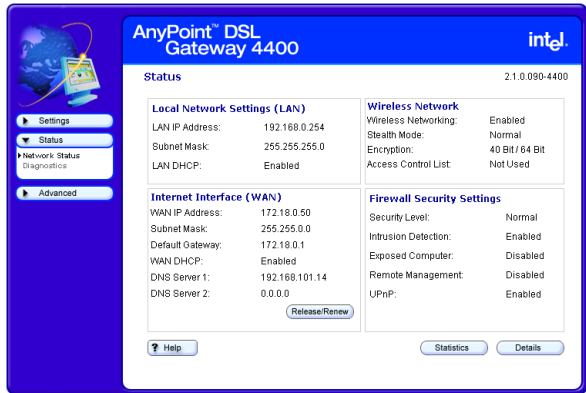 AnyPoint™ DSL
Gateway 4400
intel.
Status
2.1.0.090-4400
Settings
Status
Network Status
Diagnostics
Advanced
Local Network Settings (LAN)
LAN IP Address: 192.168.0.254
Subnet Mask: 255.255.255.0
LAN DHCP: Enabled
Wireless Network
Wireless Networking: Enabled
Stealth Mode: Normal
Encryption: 40 Bit / 64 Bit
Access Control List: Not Used
Internet Interface (WAN)
WAN IP Address: 172.18.0.50
Subnet Mask: 255.255.0.0
Default Gateway: 172.18.0.1
WAN DHCP: Enabled
DNS Server 1: 192.168.101.14
DNS Server 2: 0.0.0.0
Release/Renew
Firewall Security Settings
Security Level: Normal
Intrusion Detection: Enabled
Exposed Computer: Disabled
Remote Management: Disabled
UPnP: Enabled
? Help
Statistics
Details